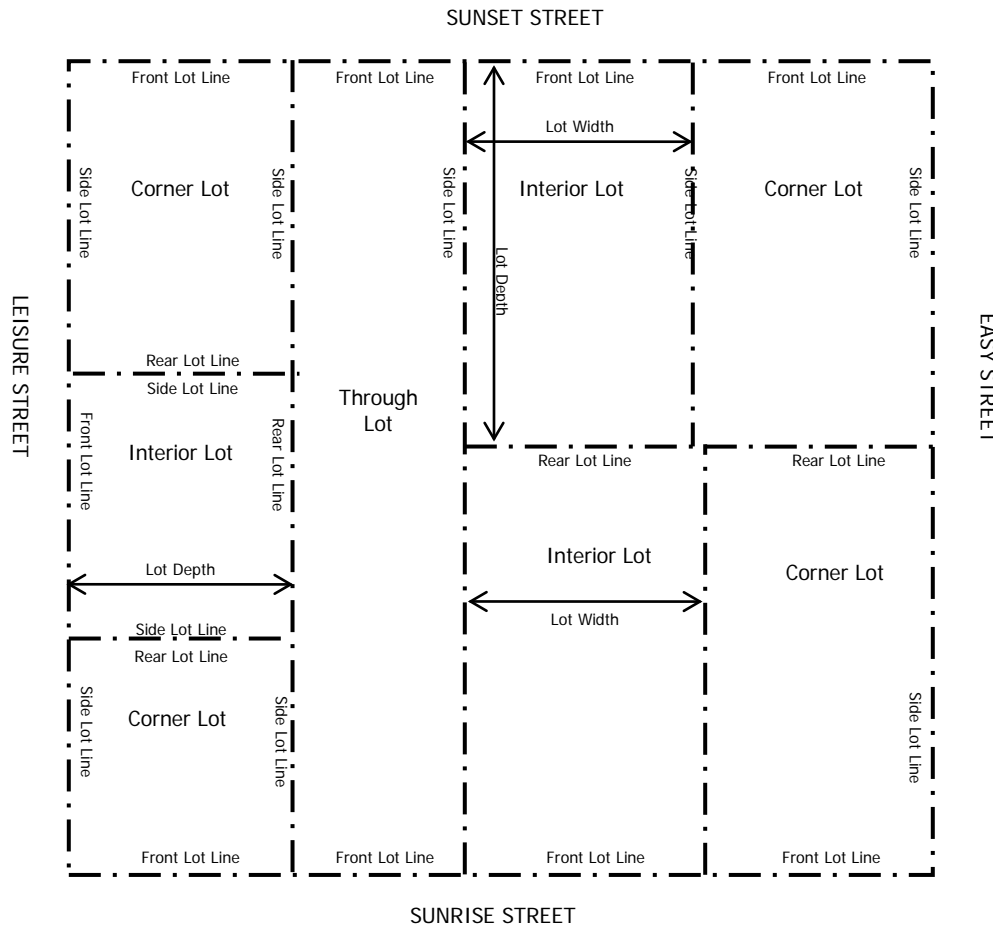 SUNSET STREET
Front Lot Line
Front Lot Line
Front Lot Line
Front Lot Line
Lot Width
Side Lot Line
Corner Lot
Side Lot Line
Side Lot Line
Interior Lot
Side Lot Line
Corner Lot
Side Lot Line
Lot Depth
LEISURE STREET
EASY STREET
Rear Lot Line
Side Lot Line
Through
Lot
Front Lot Line
Interior Lot
Rear Lot Line
Rear Lot Line
Rear Lot Line
Interior Lot
Corner Lot
Lot Depth
Lot Width
Side Lot Line
Rear Lot Line
Side Lot Line
Corner Lot
Side Lot Line
Side Lot Line
Front Lot Line
Front Lot Line
Front Lot Line
Front Lot Line
SUNRISE STREET